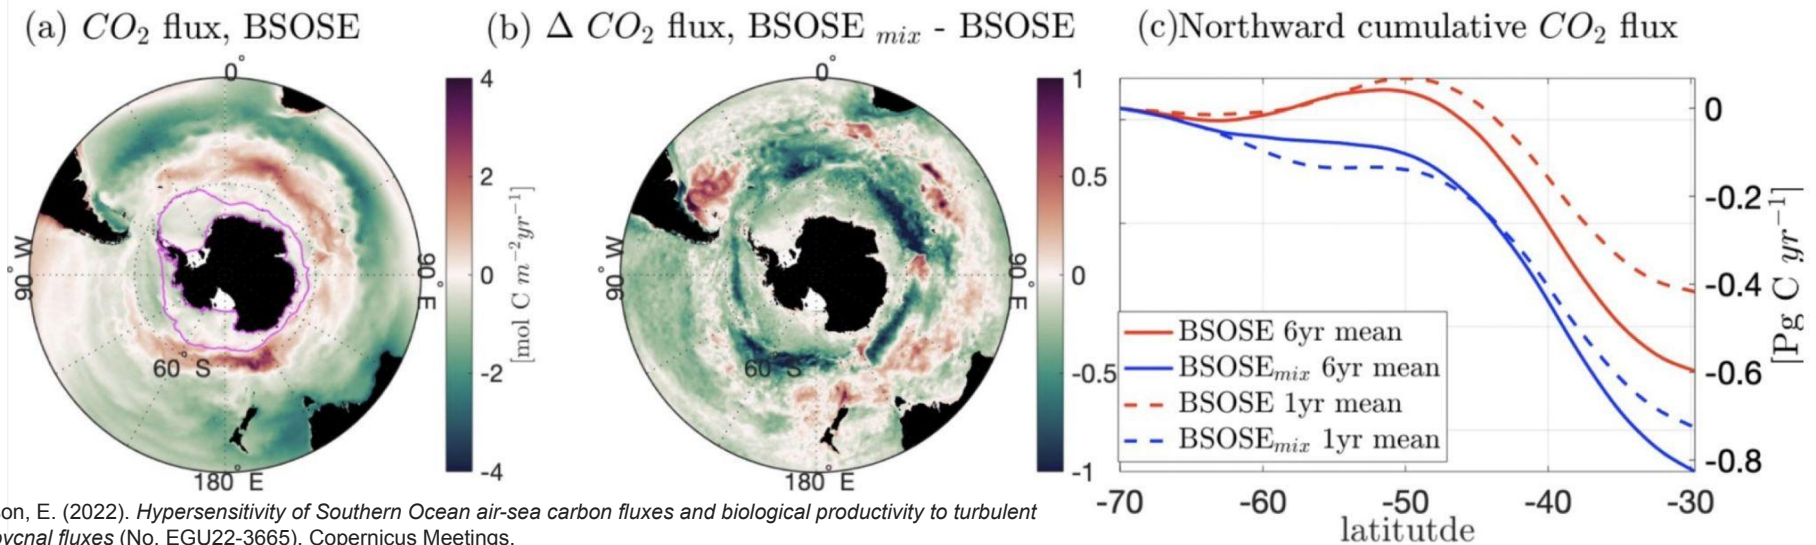 (a) CO₂ flux, BSOSE
0°
90° W
90° E
60° S
180° E
4
2
0
-2
-4
[mol C m⁻²yr⁻¹]
(b) Δ CO₂ flux, BSOSE mix - BSOSE
0°
90° W
90° E
60° S
180° E
1
0.5
0
-0.5
-1
(c)Northward cumulative CO₂ flux
0
-0.2
-0.4
-0.6
-0.8
[Pg C yr⁻¹]
BSOSE 6yr mean
BSOSEmix 6yr mean
BSOSE 1yr mean
BSOSEmix 1yr mean
-70 -60 -50 -40 -30
latitutde
son, E. (2022). Hypersensitivity of Southern Ocean air-sea carbon fluxes and biological productivity to turbulent
pycnal fluxes (No. EGU22-3665). Copernicus Meetings.